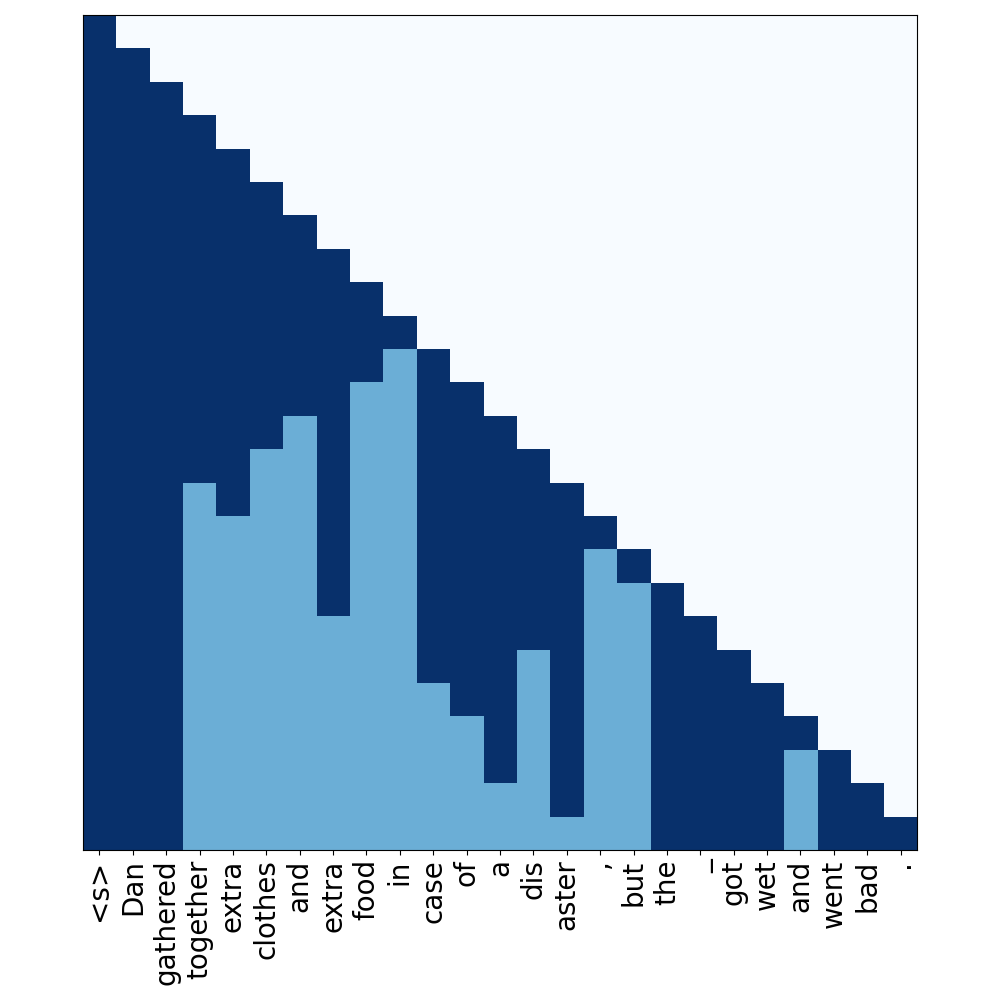 <s> Dan gathered together extra clothes and extra food in case of a dis aster , but the _ got wet and went bad .